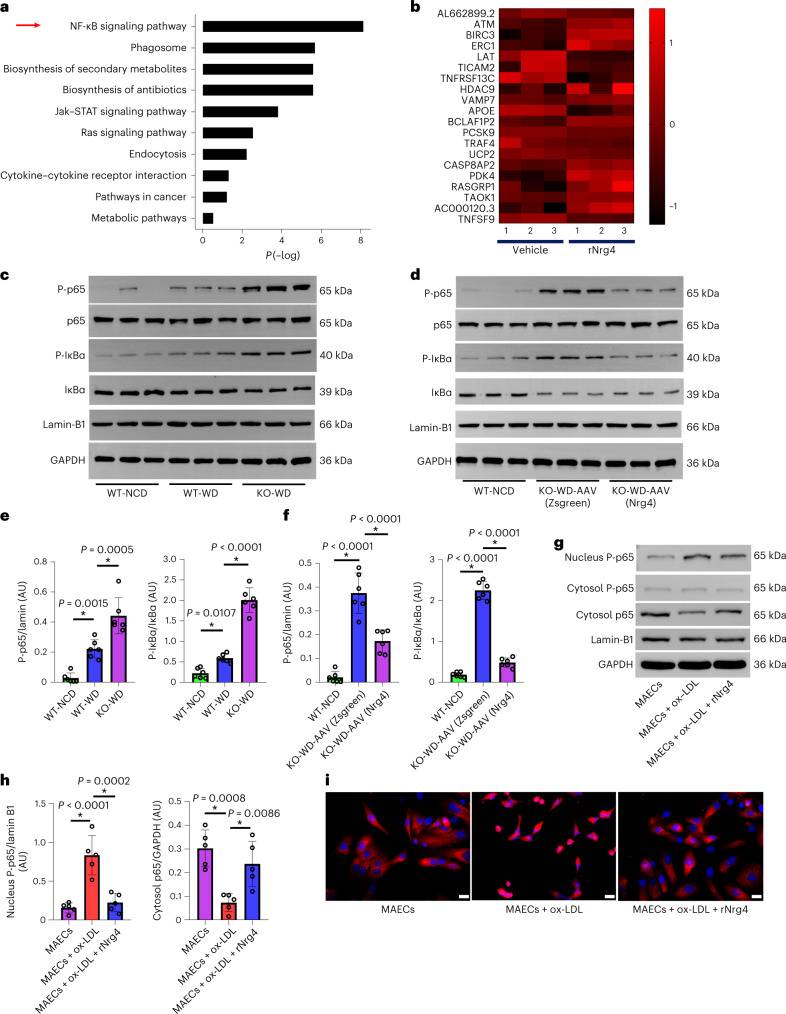 a
NF-κB signaling pathway
Phagosome
Biosynthesis of secondary metabolites
Biosynthesis of antibiotics
Jak–STAT signaling pathway
Ras signaling pathway
Endocytosis
Cytokine–cytokine receptor interaction
Pathways in cancer
Metabolic pathways
0 2 4 6 8
P(−log)
b
AL662899.2
ATM
BIRC3
ERC1
LAT
TICAM2
TNFRSF13C
HDAC9
VAMP7
APOE
BCLAF1P2
PCSK9
TRAF4
UCP2
CASP8AP2
PDK4
RASGRP1
TAOK1
AC000120.3
TNFSF9
1 2 3 1 2 3
Vehicle rNrg4
1
0
−1
c
P-p65 65 kDa
p65 65 kDa
P-IκBα 40 kDa
IκBα 39 kDa
Lamin-B1 66 kDa
GAPDH 36 kDa
WT-NCD WT-WD KO-WD
d
P-p65 65 kDa
p65 65 kDa
P-IκBα 40 kDa
IκBα 39 kDa
Lamin-B1 66 kDa
GAPDH 36 kDa
WT-NCD KO-WD-AAV (Zsgreen) KO-WD-AAV (Nrg4)
e
P = 0.0005
*
P = 0.0015
*
P-p65/lamin (AU)
0.8
0.6
0.4
0.2
0
WT-NCD
WT-WD
KO-WD
P < 0.0001
*
P = 0.0107
*
P-IκBα/IκBα (AU)
3.0
2.5
2.0
1.5
1.0
0.5
0
WT-NCD
WT-WD
KO-WD
f
P < 0.0001
*
P < 0.0001
*
P-p65/lamin (AU)
0.5
0.4
0.3
0.2
0.1
0
WT-NCD
KO-WD-AAV (Zsgreen)
KO-WD-AAV (Nrg4)
P < 0.0001
*
P < 0.0001
*
P-IκBα/IκBα (AU)
3
2
1
0
WT-NCD
KO-WD-AAV (Zsgreen)
KO-WD-AAV (Nrg4)
g
Nucleus P-p65 65 kDa
Cytosol P-p65 65 kDa
Cytosol p65 65 kDa
Lamin-B1 66 kDa
GAPDH 36 kDa
MAECs
MAECs + ox-LDL
MAECs + ox-LDL + rNrg4
h
P = 0.0002
*
P < 0.0001
*
Nucleus P-p65/lamin B1
(AU)
1.5
1.0
0.5
0
MAECs
MAECs + ox-LDL
MAECs + ox-LDL + rNrg4
P = 0.0008
*
P = 0.0086
*
Cytosol p65/GAPDH (AU)
0.5
0.4
0.3
0.2
0.1
0
MAECs
MAECs + ox-LDL
MAECs + ox-LDL + rNrg4
i
MAECs MAECs + ox-LDL MAECs + ox-LDL + rNrg4